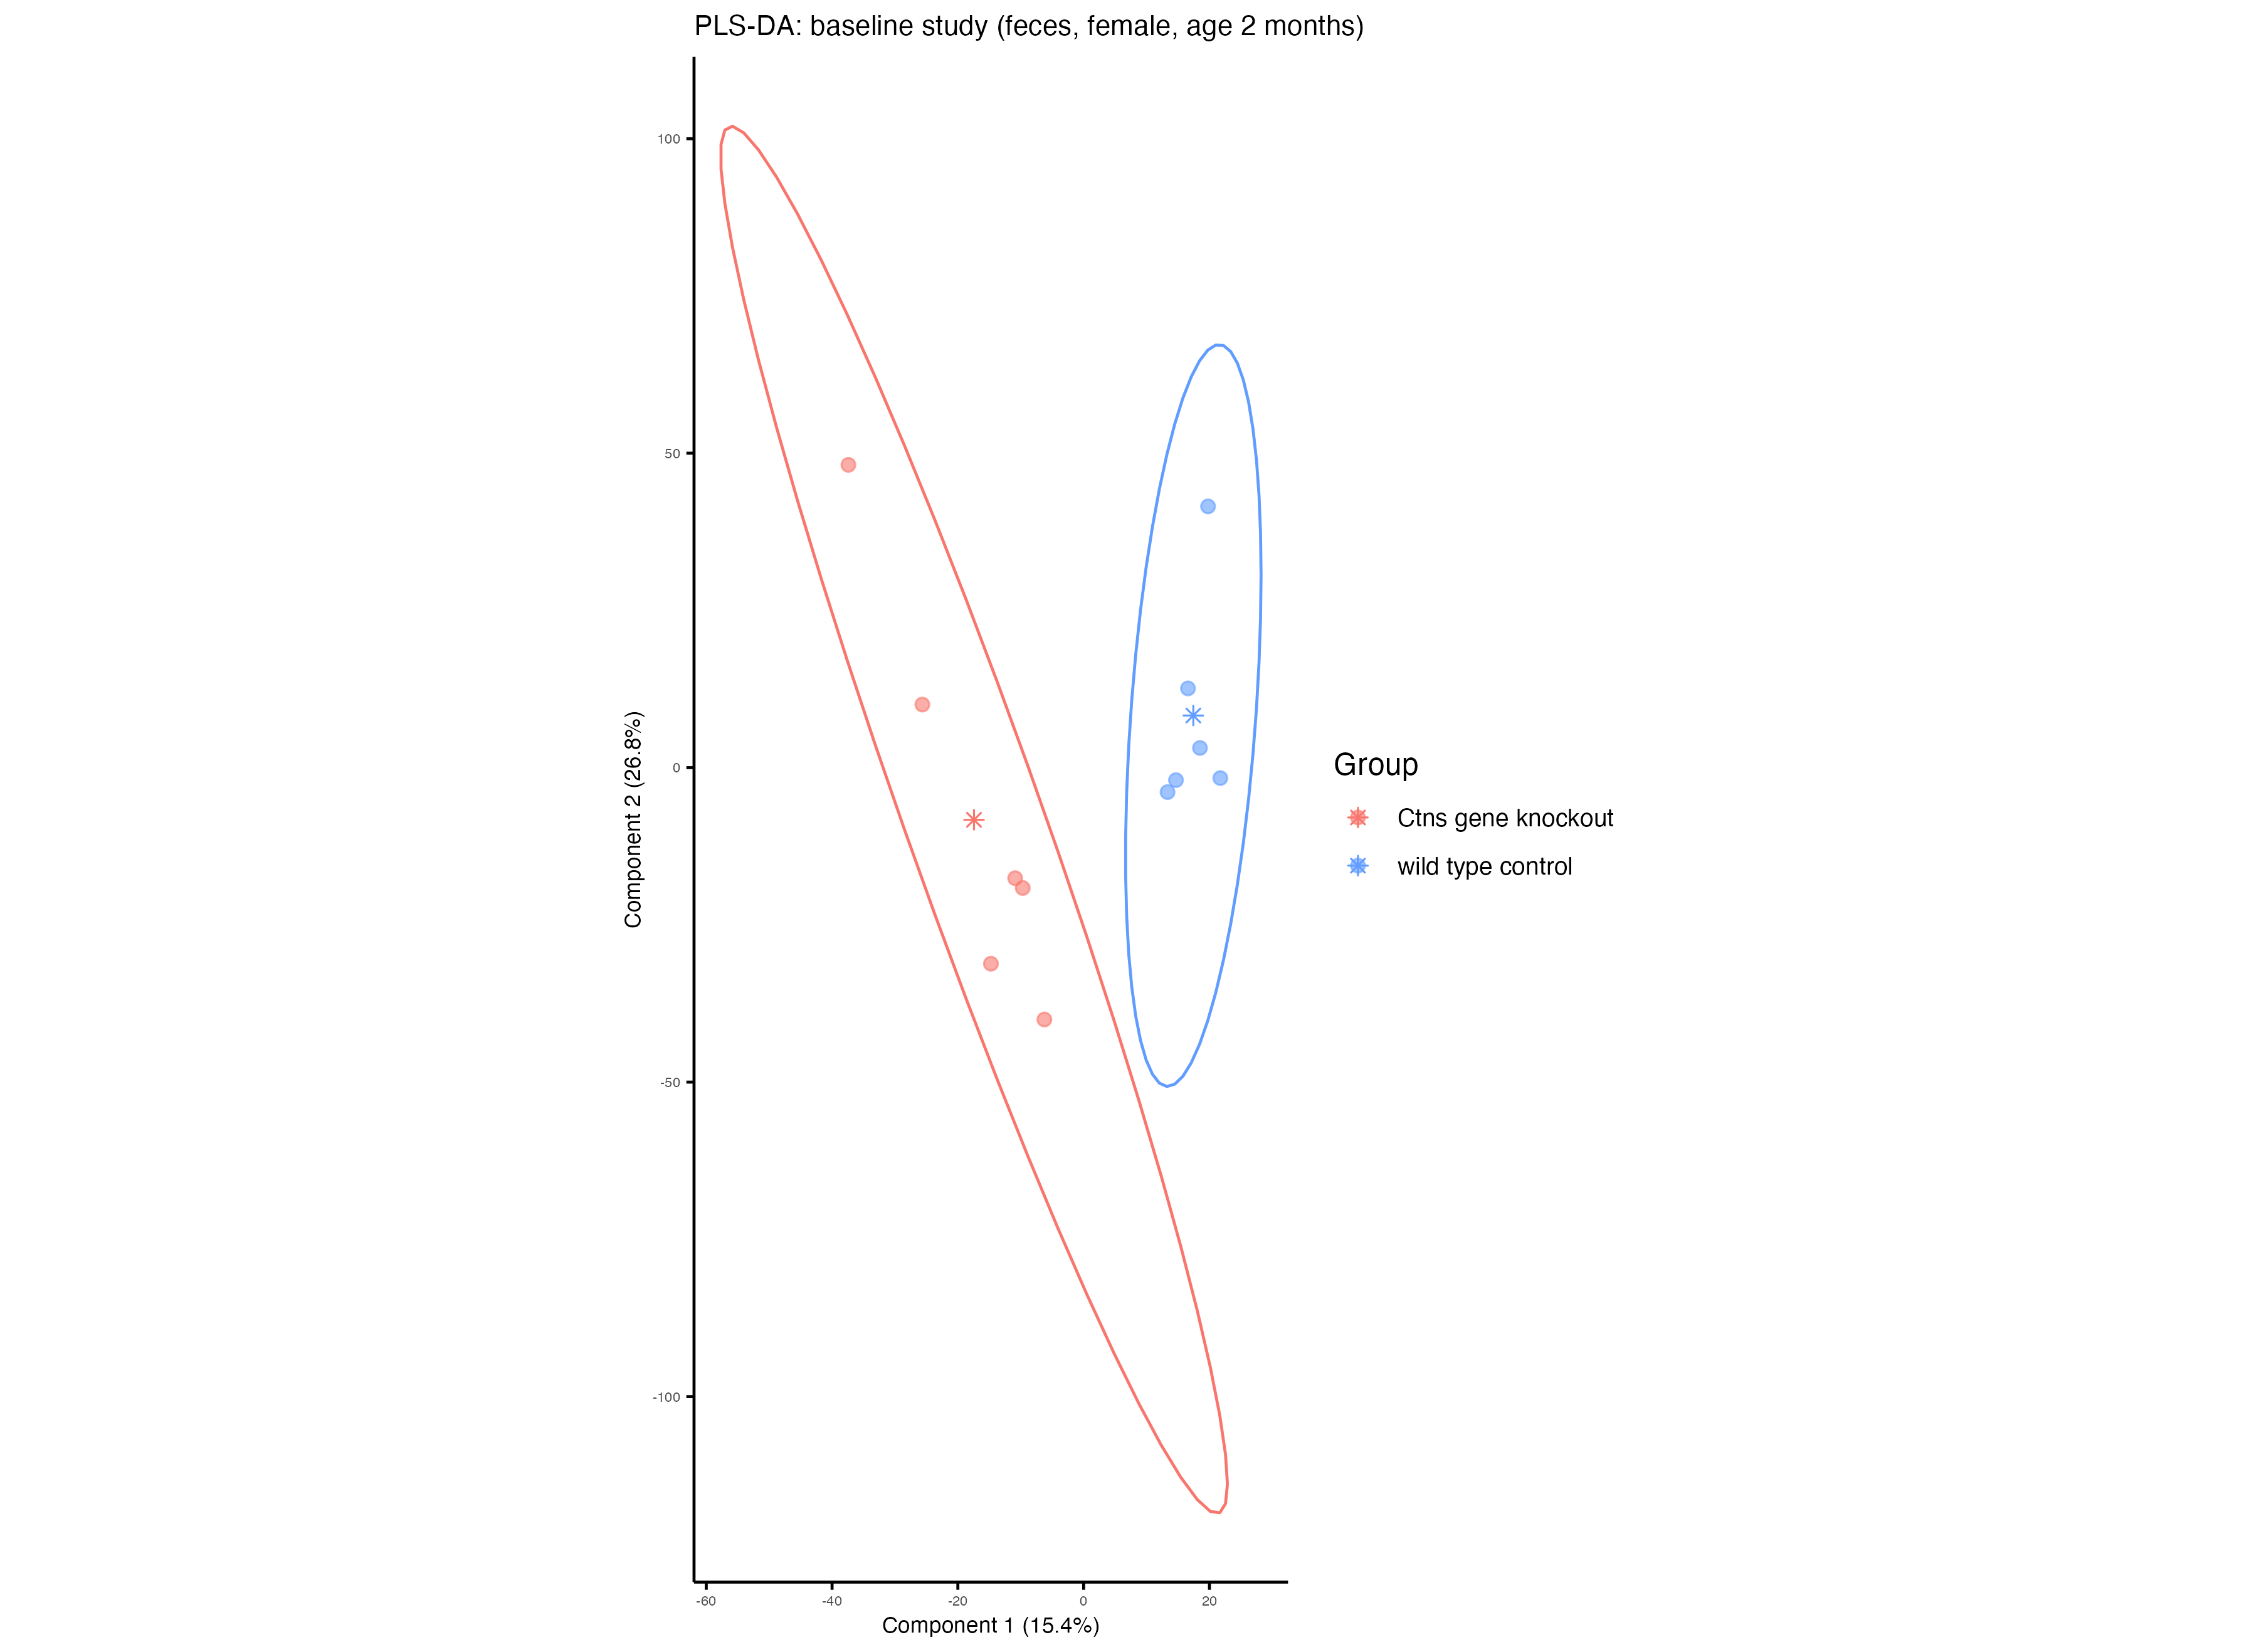 PLS-DA: baseline study (feces, female, age 2 months)
100
50
0
-50
-100
Component 2 (26.8%)
-60
-40
-20
0
20
Component 1 (15.4%)
Group
Ctns gene knockout
wild type control